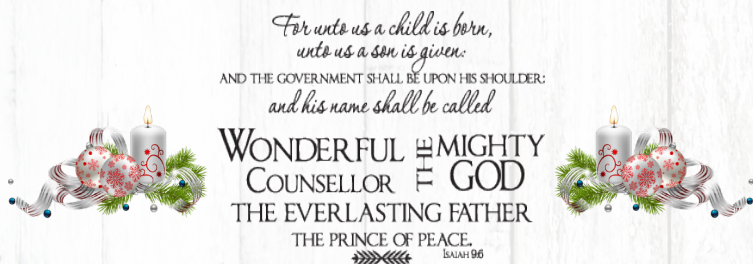 For unto us a child is born,
unto us a son is given:
AND THE GOVERNMENT SHALL BE UPON HIS SHOULDER:
and his name shall be called
WONDERFUL
COUNSELLOR
THE
MIGHTY
GOD
THE EVERLASTING FATHER
THE PRINCE OF PEACE.
ISAIAH 9:6